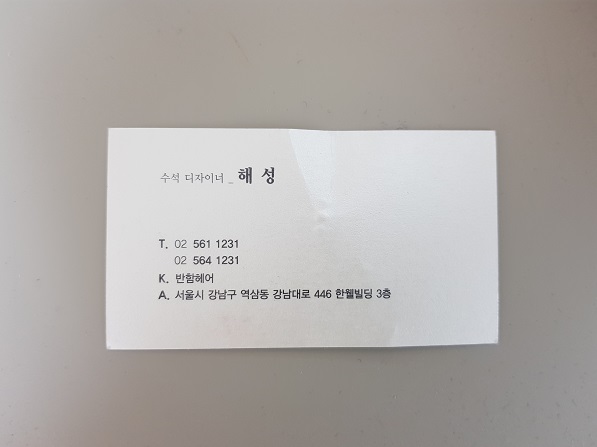 수석 디자이너 _ 해 성
T. 02 561 1231
02 564 1231
K. 반함헤어
A. 서울시 강남구 역삼동 강남대로 446 한웰빌딩 3층